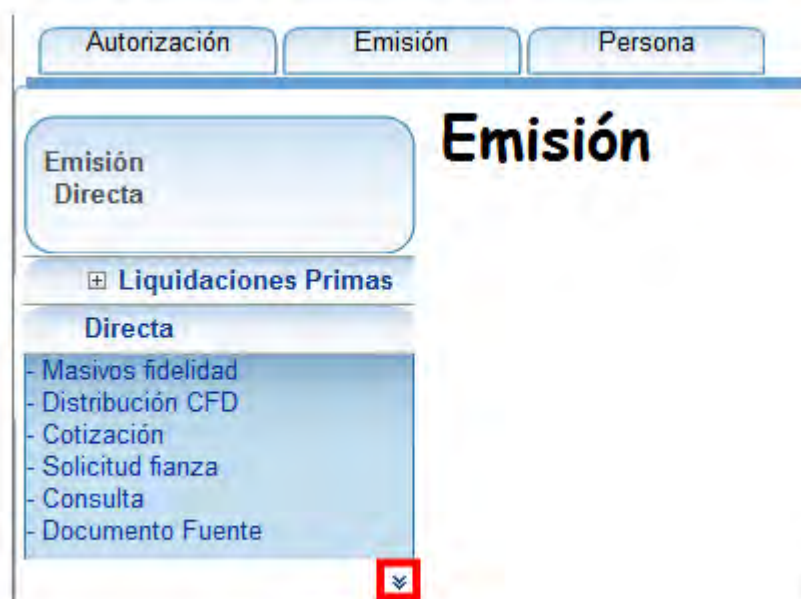 Autorización Emisión Persona
Emisión
Emisión
Directa
Liquidaciones Primas
Directa
- Masivos fidelidad
- Distribución CFD
- Cotización
- Solicitud fianza
- Consulta
- Documento Fuente